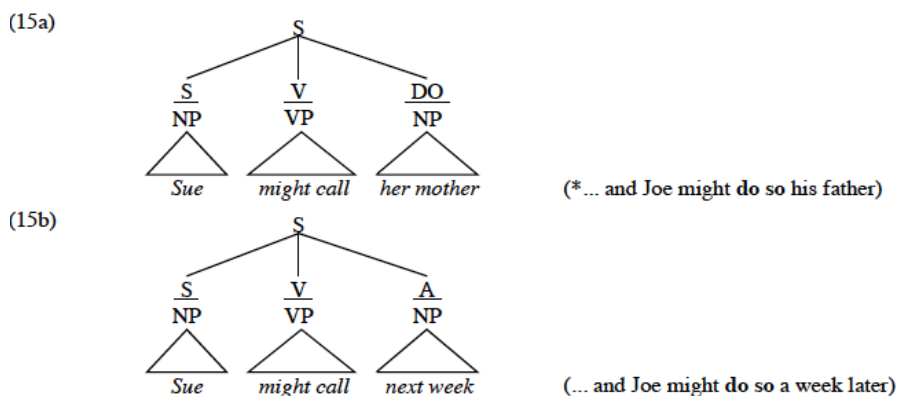 (15a)
S
S V DO
NP VP NP
Sue might call her mother (*... and Joe might do so his father)
(15b)
S
S V A
NP VP NP
Sue might call next week (... and Joe might do so a week later)